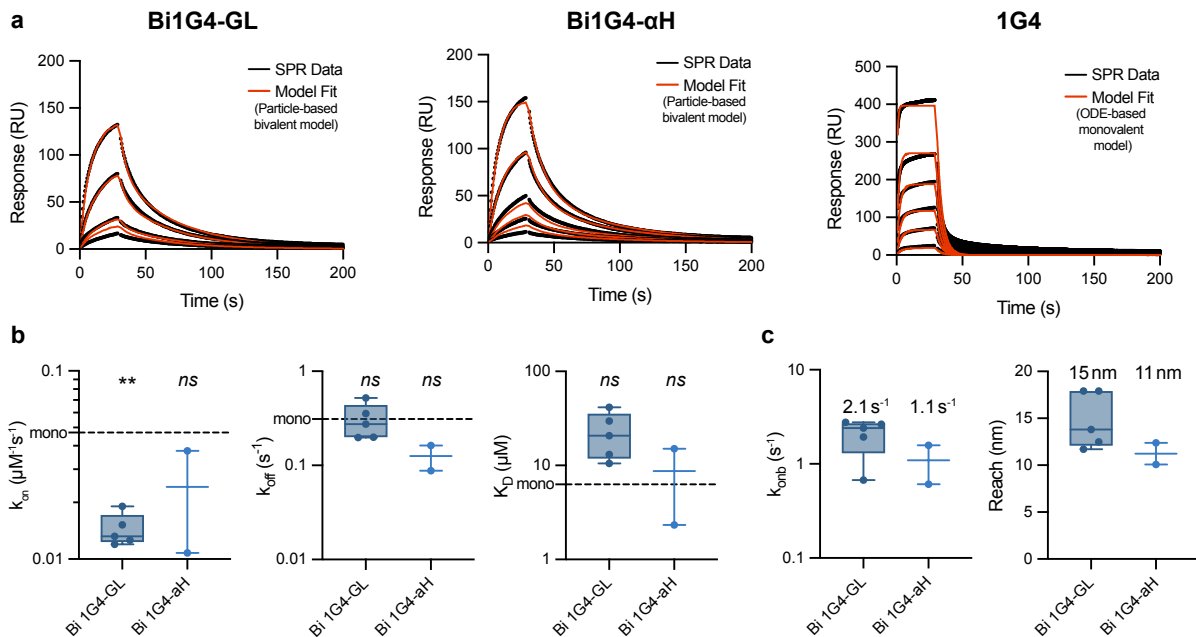 a
Bi1G4-GL
Bi1G4-αH
1G4
200
150
100
50
0
Response (RU)
0
50
100
150
200
Time (s)
SPR Data
Model Fit
(Particle-based
bivalent model)
200
150
100
50
0
Response (RU)
0
50
100
150
200
Time (s)
SPR Data
Model Fit
(Particle-based
bivalent model)
500
400
300
200
100
0
Response (RU)
0
50
100
150
200
Time (s)
SPR Data
Model Fit
(ODE-based
monovalent
model)
b
0.1
mono
0.01
kon (µM-1s-1)
**
ns
Bi 1G4-GL
Bi 1G4-aH
1
mono
0.1
0.01
koff (s-1)
ns
ns
Bi 1G4-GL
Bi 1G4-aH
100
10
mono
1
KD (µM)
ns
ns
Bi 1G4-GL
Bi 1G4-aH
c
10
1
0.1
konb (s-1)
2.1 s-1
1.1 s-1
Bi 1G4-GL
Bi 1G4-aH
20
15
10
5
0
Reach (nm)
15 nm
11 nm
Bi 1G4-GL
Bi 1G4-aH